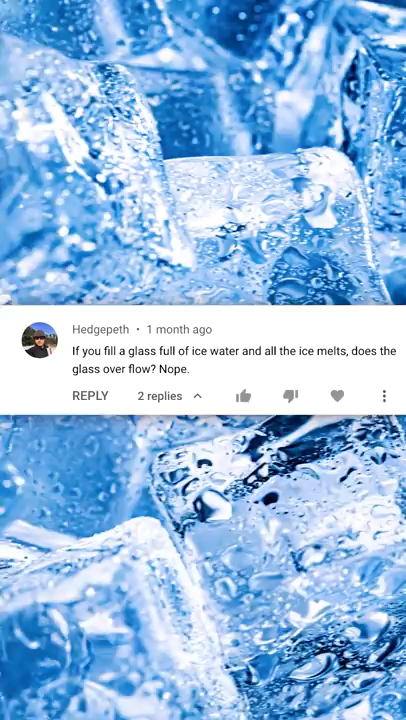 Hedgepeth • 1 month ago
If you fill a glass full of ice water and all the ice melts, does the
glass over flow? Nope.
REPLY 2 replies